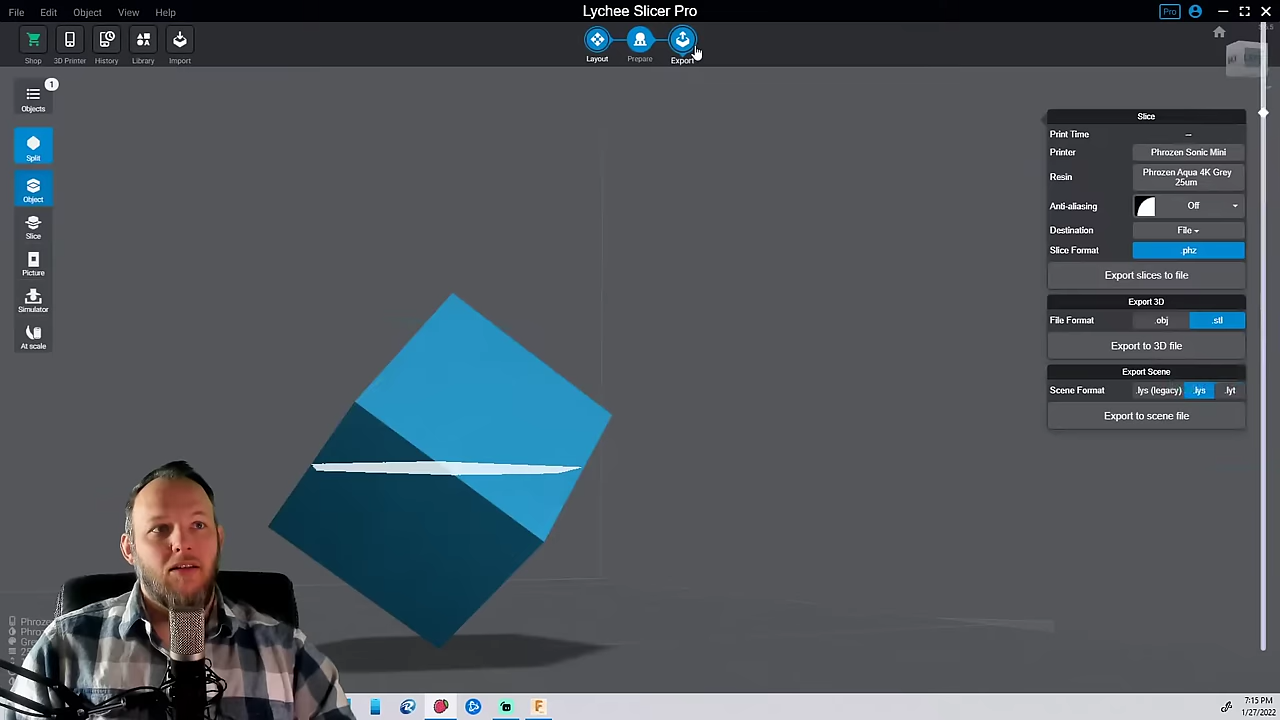 File Edit Object View Help
Lychee Slicer Pro
Pro
Shop 3D Printer History Library Import
Layout Prepare Export
1
Objects
Split
Object
Slice
Picture
Simulator
At scale
Slice
Print Time –
Printer Phrozen Sonic Mini
Resin Phrozen Aqua 4K Grey
25um
Anti-aliasing Off
Destination File
Slice Format .phz
Export slices to file
Export 3D
File Format .obj .stl
Export to 3D file
Export Scene
Scene Format .lys (legacy) .lys .lyt
Export to scene file
7:15 PM
1/27/2022